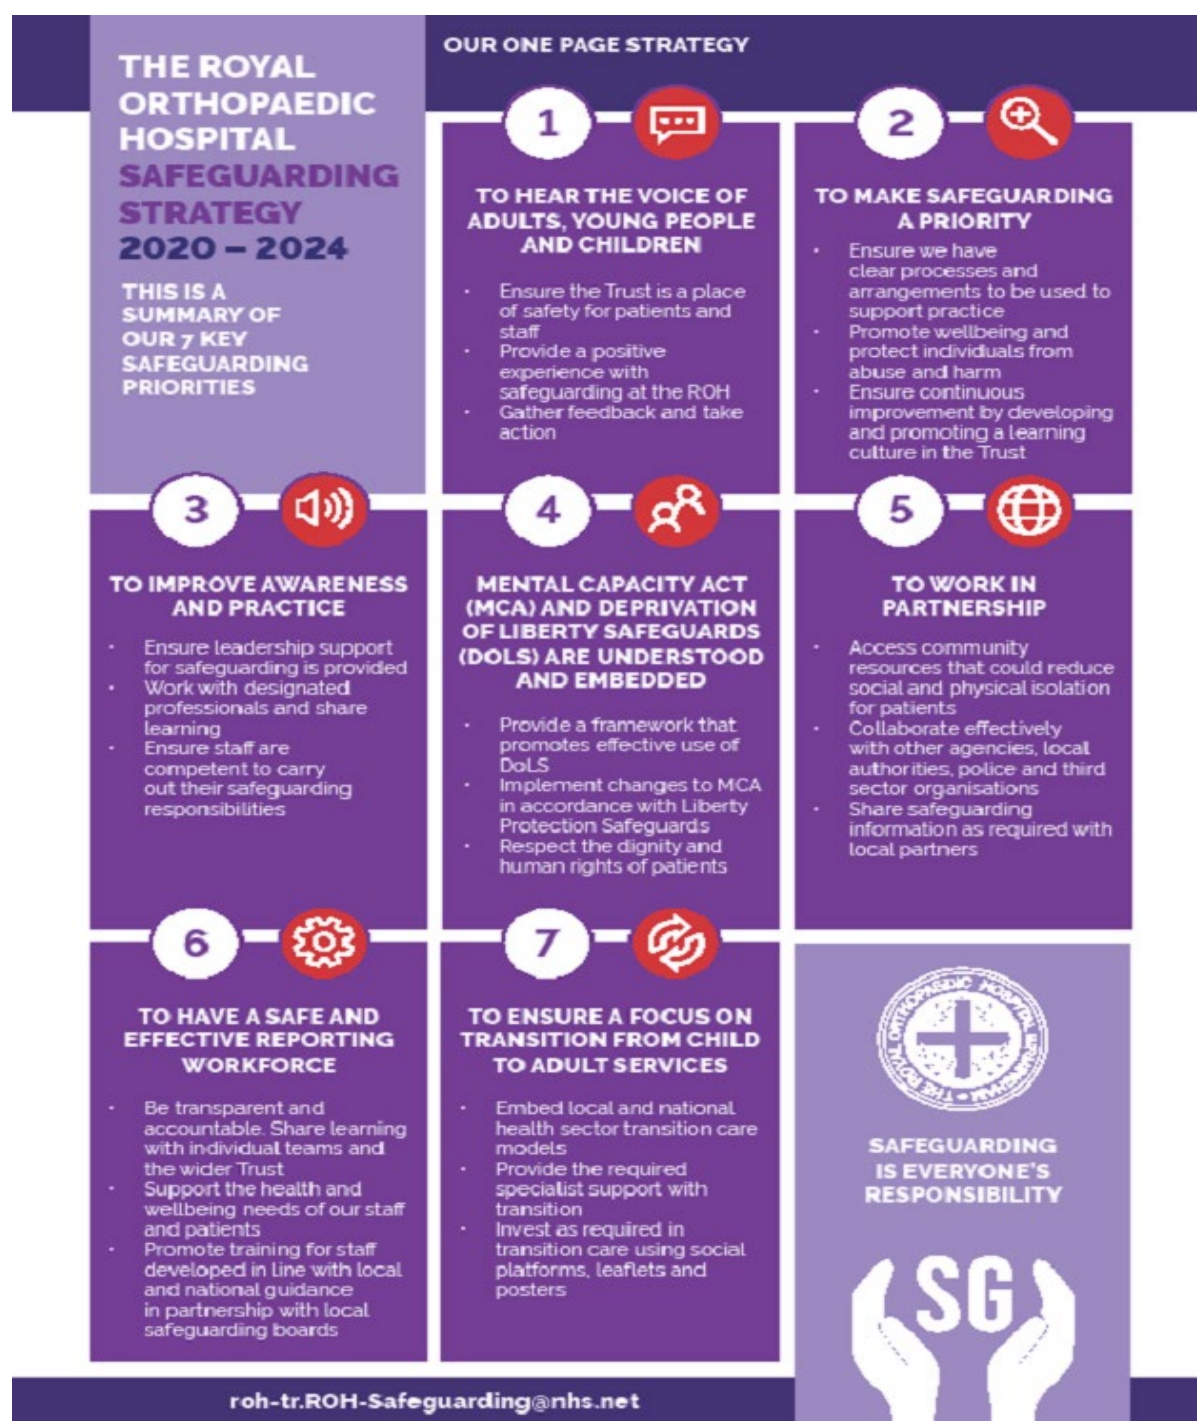 THE ROYAL
ORTHOPAEDIC
HOSPITAL
SAFEGUARDING
STRATEGY
2020 – 2024
THIS IS A
SUMMARY OF
OUR 7 KEY
SAFEGUARDING
PRIORITIES
OUR ONE PAGE STRATEGY
1
TO HEAR THE VOICE OF
ADULTS, YOUNG PEOPLE
AND CHILDREN
· Ensure the Trust is a place
of safety for patients and
staff
· Provide a positive
experience with
safeguarding at the ROH
· Gather feedback and take
action
2
TO MAKE SAFEGUARDING
A PRIORITY
· Ensure we have
clear processes and
arrangements to be used to
support practice
· Promote wellbeing and
protect individuals from
abuse and harm
· Ensure continuous
improvement by developing
and promoting a learning
culture in the Trust
3
TO IMPROVE AWARENESS
AND PRACTICE
· Ensure leadership support
for safeguarding is provided
· Work with designated
professionals and share
learning
· Ensure staff are
competent to carry
out their safeguarding
responsibilities
4
MENTAL CAPACITY ACT
(MCA) AND DEPRIVATION
OF LIBERTY SAFEGUARDS
(DOLS) ARE UNDERSTOOD
AND EMBEDDED
· Provide a framework that
promotes effective use of
DoLS
· Implement changes to MCA
in accordance with Liberty
Protection Safeguards
· Respect the dignity and
human rights of patients
5
TO WORK IN
PARTNERSHIP
· Access community
resources that could reduce
social and physical isolation
for patients
· Collaborate effectively
with other agencies, local
authorities, police and third
sector organisations
· Share safeguarding
information as required with
local partners
6
TO HAVE A SAFE AND
EFFECTIVE REPORTING
WORKFORCE
· Be transparent and
accountable. Share learning
with individual teams and
the wider Trust
· Support the health and
wellbeing needs of our staff
and patients
· Promote training for staff
developed in line with local
and national guidance
in partnership with local
safeguarding boards
7
TO ENSURE A FOCUS ON
TRANSITION FROM CHILD
TO ADULT SERVICES
· Embed local and national
health sector transition care
models
· Provide the required
specialist support with
transition
· Invest as required in
transition care using social
platforms, leaflets and
posters
THE ROYAL ORTHOPAEDIC HOSPITAL BIRMINGHAM
SAFEGUARDING
IS EVERYONE'S
RESPONSIBILITY
SG
roh-tr.ROH-Safeguarding@nhs.net